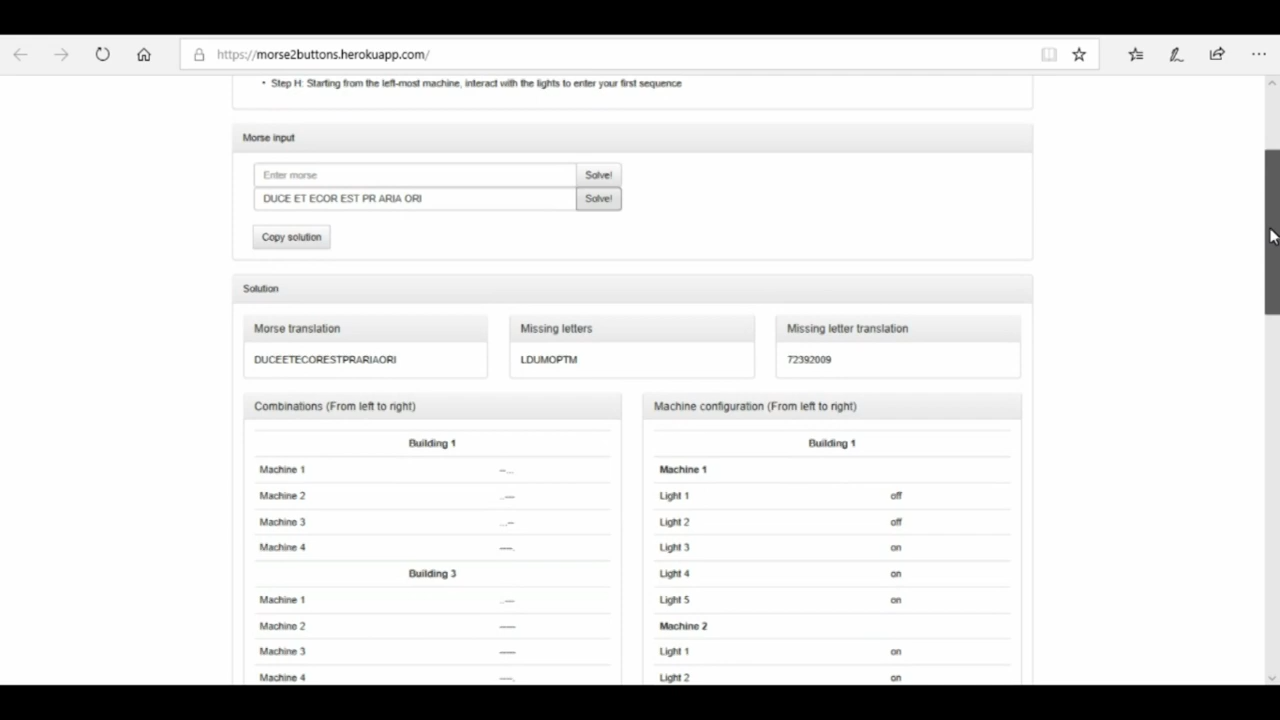 https://morse2buttons.herokuapp.com/
• Step H: Starting from the left-most machine, interact with the lights to enter your first sequence
Morse input
Enter morse Solve!
DUCE ET ECOR EST PR ARIA ORI Solve!
Copy solution
Solution
Morse translation Missing letters Missing letter translation
DUCEETECORESTPRARIAORI LDUMOPTM 72392009
Combinations (From left to right) Machine configuration (From left to right)
Building 1 Building 1
Machine 1 --... Machine 1
Machine 2 ..--- Light 1 off
Machine 3 ...-- Light 2 off
Machine 4 ----. Light 3 on
Building 3 Light 4 on
Machine 1 ..--- Light 5 on
Machine 2 ----- Machine 2
Machine 3 ----- Light 1 on
Machine 4 ----. Light 2 on